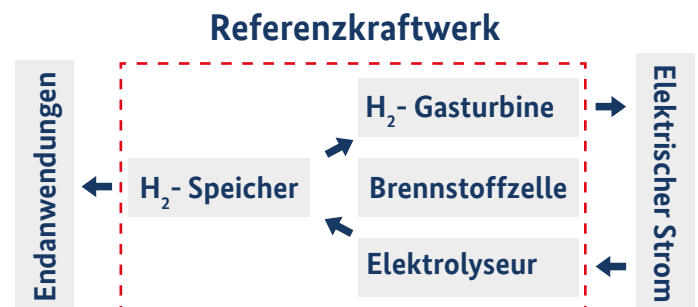 Referenzkraftwerk
Endanwendungen
H₂- Speicher
H₂- Gasturbine
Brennstoffzelle
Elektrolyseur
Elektrischer Strom